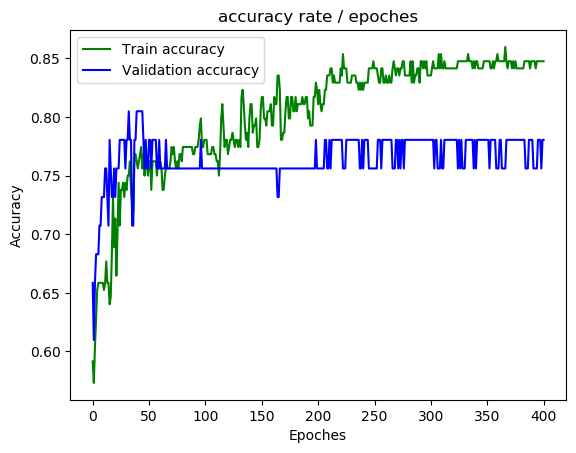 accuracy rate / epoches
Train accuracy
Validation accuracy
0.85
0.80
0.75
0.70
0.65
0.60
Accuracy
0 50 100 150 200 250 300 350 400
Epoches